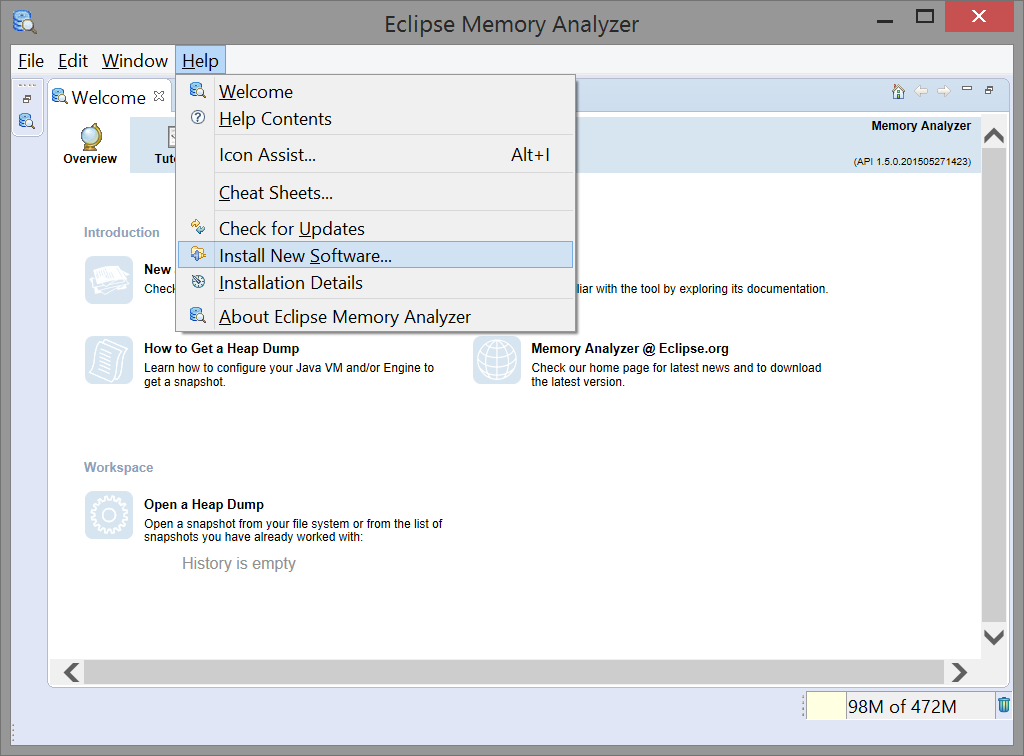 Eclipse Memory Analyzer
File Edit Window Help
Welcome
Welcome
Help Contents
Icon Assist... Alt+I
Cheat Sheets...
Check for Updates
Install New Software...
Installation Details
About Eclipse Memory Analyzer
Overview
Memory Analyzer
(API 1.5.0.201505271423)
Introduction
New
with the tool by exploring its documentation.
How to Get a Heap Dump
Learn how to configure your Java VM and/or Engine to
get a snapshot.
Memory Analyzer @ Eclipse.org
Check our home page for latest news and to download
the latest version.
Workspace
Open a Heap Dump
Open a snapshot from your file system or from the list of
snapshots you have already worked with:
History is empty
98M of 472M